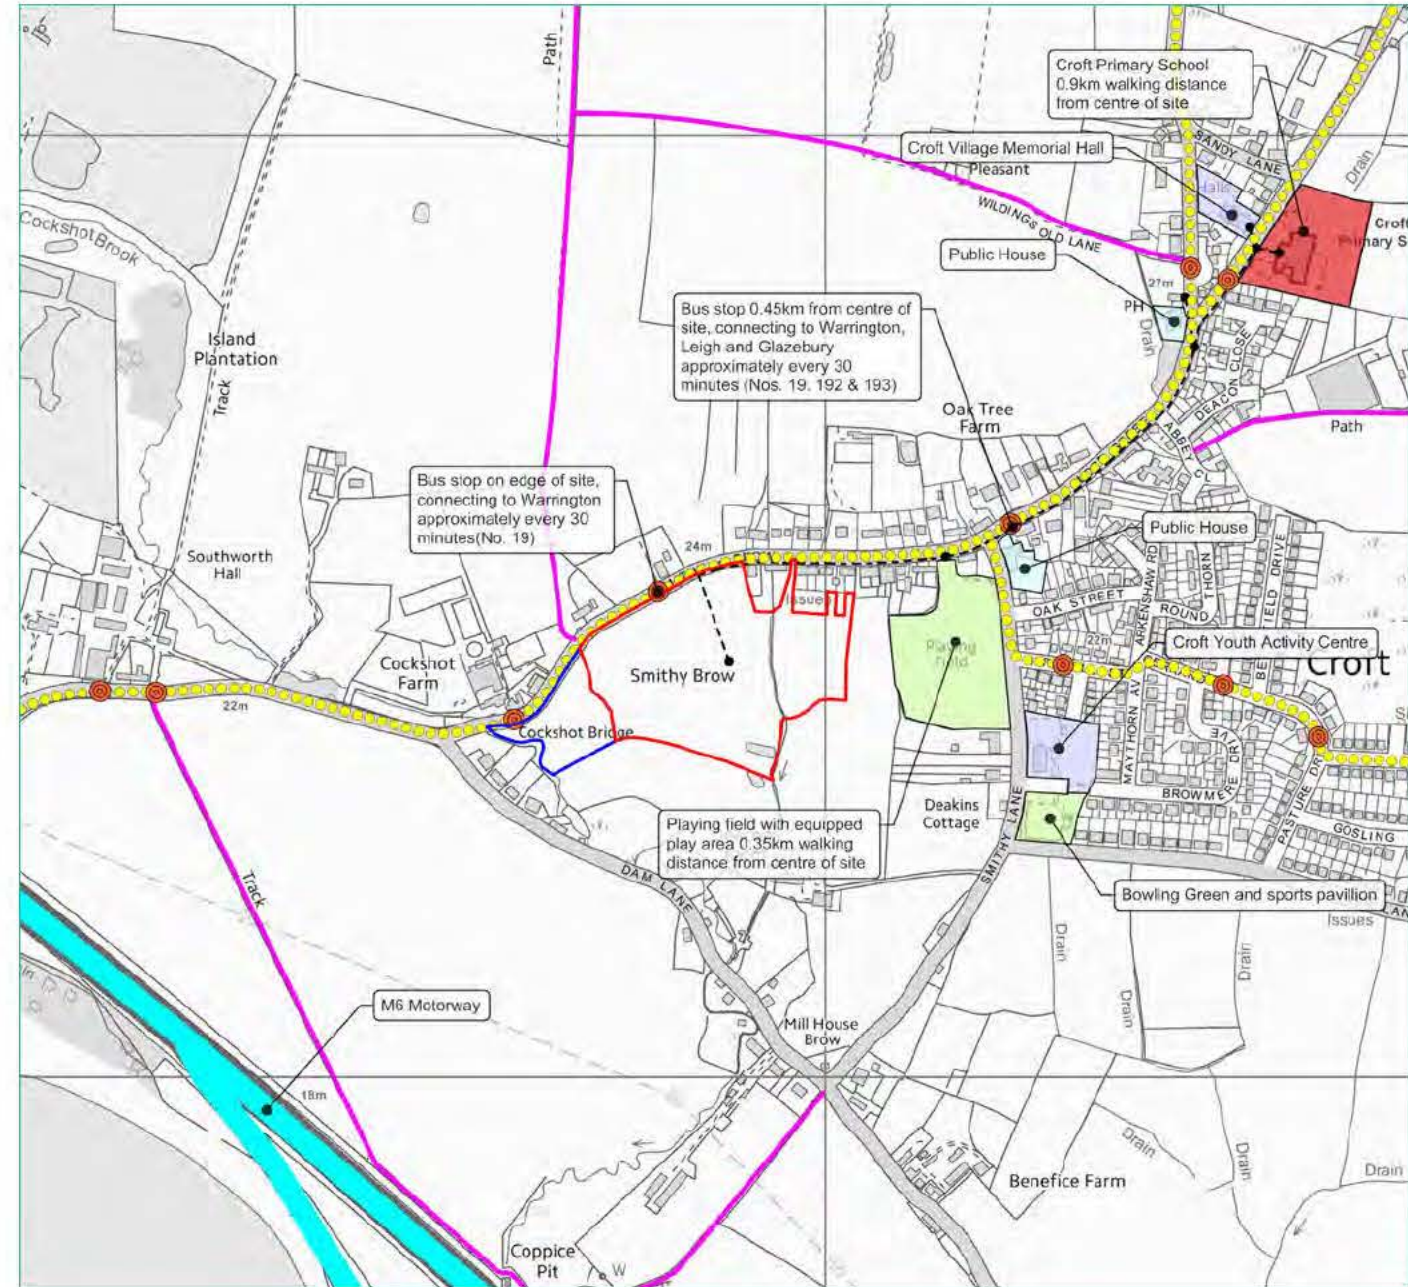 Path
Croft Primary School
0.9km walking distance
from centre of site
SANDY LANE
Drain
Croft Village Memorial Hall
Pleasant
Halls
Cockshot Brook
WILDINGS OLD LANE
Croft
Primary S
Public House
27m
PH
Drain
Bus stop 0.45km from centre of
site, connecting to Warrington,
Leigh and Glazebury
approximately every 30
minutes (Nos. 19. 192 & 193)
Island
Plantation
Track
DEACON CLOSE
Oak Tree
Farm
ABBEY CL
Path
Bus stop on edge of site,
connecting to Warrington
approximately every 30
minutes(No. 19)
Public House
24m
Southworth
Hall
Issues
OAK STREET
ARKENSHAW RD
ROUND
THORN
FIELD DRIVE
22m
Croft Youth Activity Centre
Playing
Field
Croft
Cockshot
Farm
Smithy Brow
22m
Cockshot Bridge
MAYTHORN AV
BROWMERE DRIVE
PASTURE DR
GOSLING
Deakins
Cottage
SMITHY LANE
Playing field with equipped
play area 0.35km walking
distance from centre of site
Track
DAM LANE
Bowling Green and sports pavillion
LAN
Issues
Drain
Drain
Drain
M6 Motorway
Mill House
Brow
18m
Drain
Drain
Drain
Benefice Farm
Coppice
Pit
W